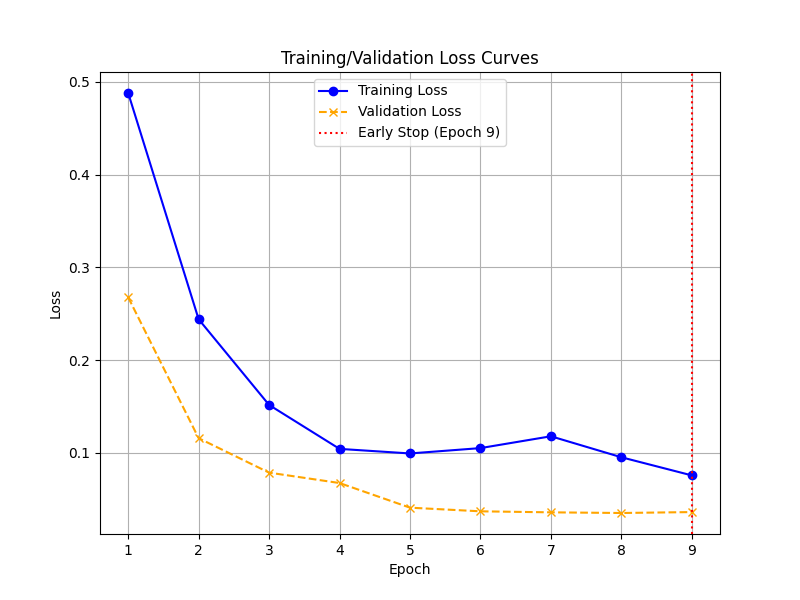 Training/Validation Loss Curves
Training Loss
Validation Loss
Early Stop (Epoch 9)
Loss
0.5
0.4
0.3
0.2
0.1
1 2 3 4 5 6 7 8 9
Epoch